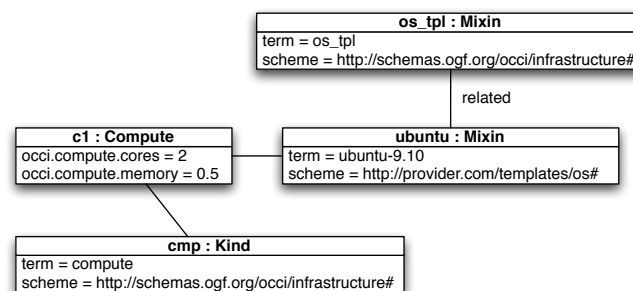 os_tpl : Mixin
term = os_tpl
scheme = http://schemas.ogf.org/occi/infrastructure#
related
c1 : Compute
occi.compute.cores = 2
occi.compute.memory = 0.5
ubuntu : Mixin
term = ubuntu-9.10
scheme = http://provider.com/templates/os#
cmp : Kind
term = compute
scheme = http://schemas.ogf.org/occi/infrastructure#